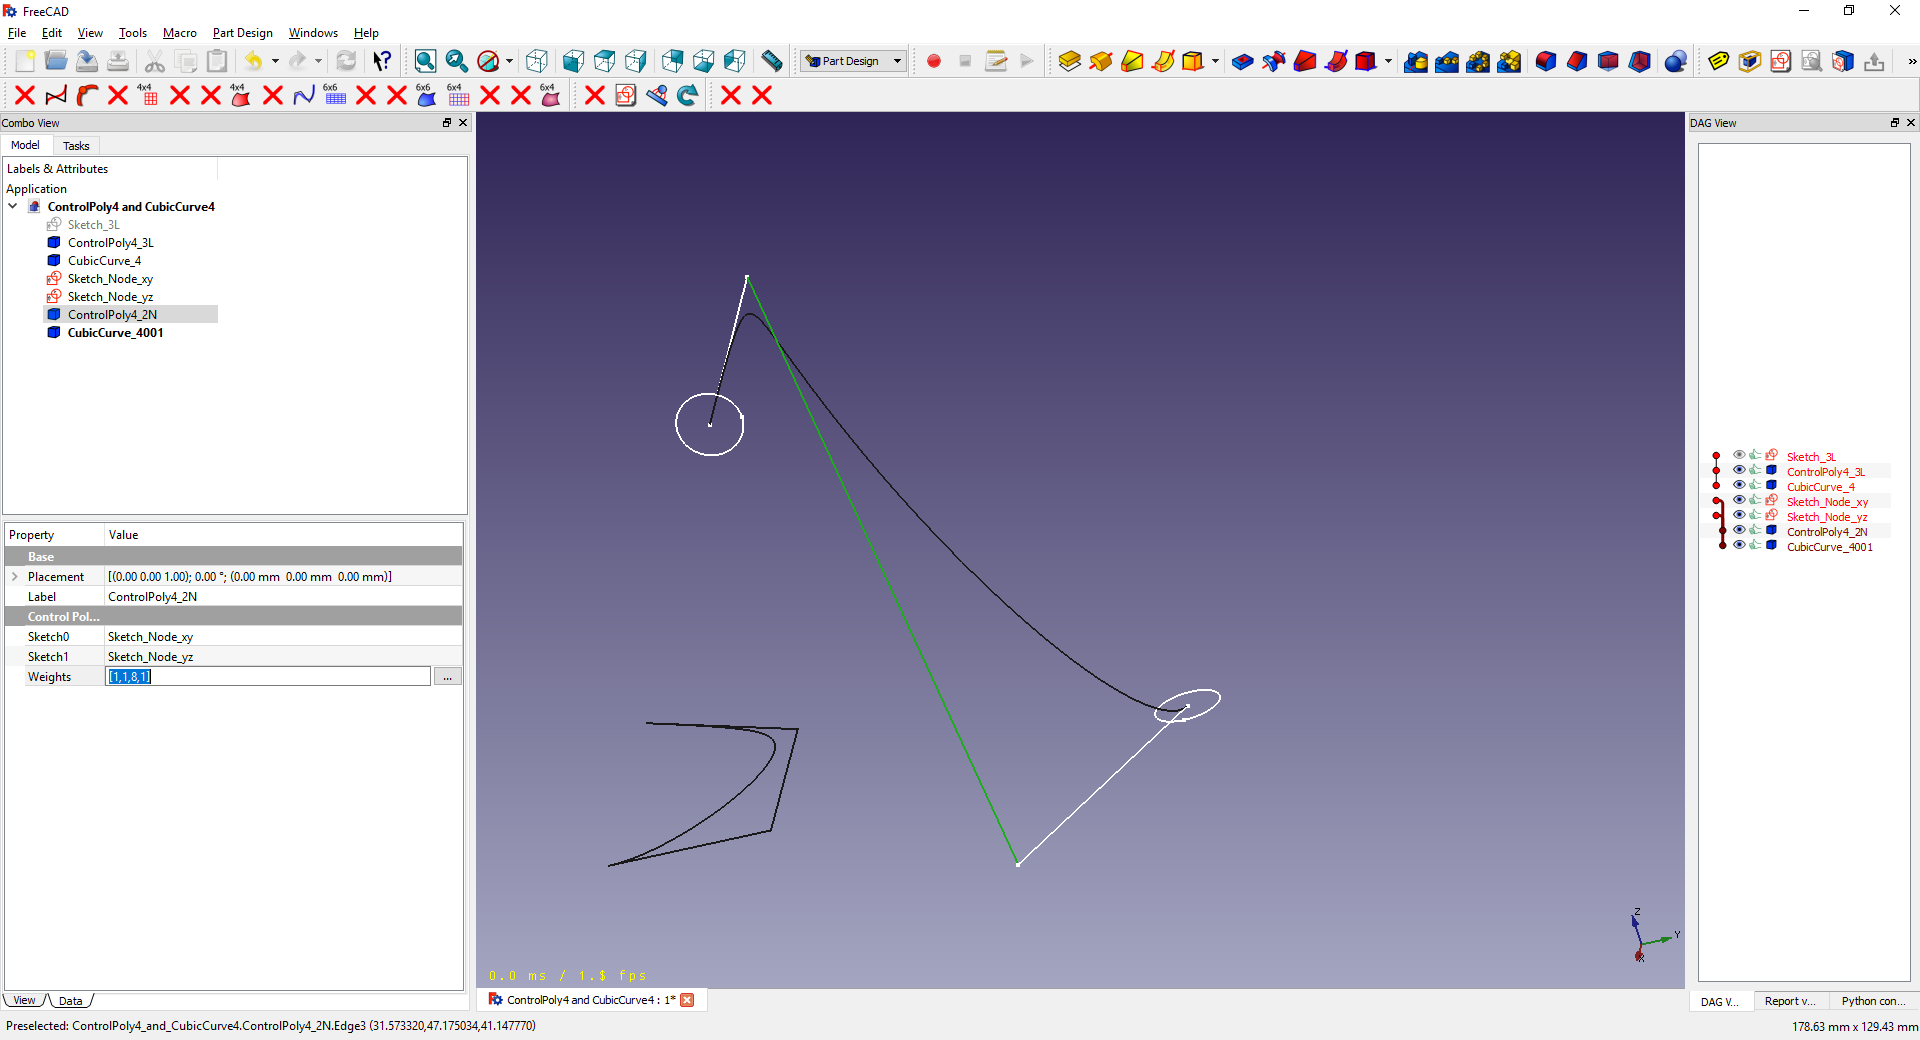 FreeCAD
File Edit View Tools Macro Part Design Windows Help
Part Design
»
4x4 4x4 6x6 6x6 6x4 6x4
Combo View
Model Tasks
Labels & Attributes
Application
ControlPoly4 and CubicCurve4
Sketch_3L
ControlPoly4_3L
CubicCurve_4
Sketch_Node_xy
Sketch_Node_yz
ControlPoly4_2N
CubicCurve_4001
Property Value
Base
Placement [(0.00 0.00 1.00); 0.00 °; (0.00 mm 0.00 mm 0.00 mm)]
Label ControlPoly4_2N
Control Pol...
Sketch0 Sketch_Node_xy
Sketch1 Sketch_Node_yz
Weights [1,1,8,1] ...
View Data
Z
Y
X
0.0 ms / 1.$ fps
ControlPoly4 and CubicCurve4 : 1*
DAG View
Sketch_3L
ControlPoly4_3L
CubicCurve_4
Sketch_Node_xy
Sketch_Node_yz
ControlPoly4_2N
CubicCurve_4001
DAG V... Report v... Python con...
Preselected: ControlPoly4_and_CubicCurve4.ControlPoly4_2N.Edge3 (31.573320,47.175034,41.147770)
178.63 mm x 129.43 mm